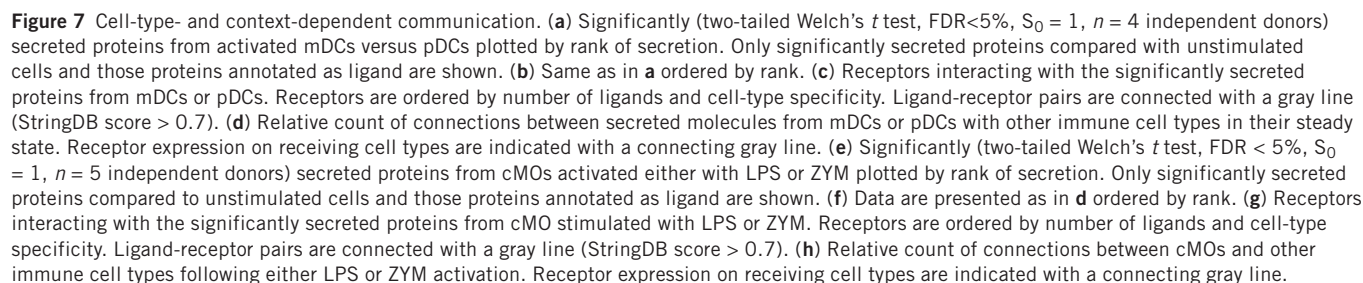 Figure 7 Cell-type- and context-dependent communication. (a) Significantly (two-tailed Welch's t test, FDR<5%, S0 = 1, n = 4 independent donors)
secreted proteins from activated mDCs versus pDCs plotted by rank of secretion. Only significantly secreted proteins compared with unstimulated
cells and those proteins annotated as ligand are shown. (b) Same as in a ordered by rank. (c) Receptors interacting with the significantly secreted
proteins from mDCs or pDCs. Receptors are ordered by number of ligands and cell-type specificity. Ligand-receptor pairs are connected with a gray line
(StringDB score > 0.7). (d) Relative count of connections between secreted molecules from mDCs or pDCs with other immune cell types in their steady
state. Receptor expression on receiving cell types are indicated with a connecting gray line. (e) Significantly (two-tailed Welch's t test, FDR < 5%, S0
= 1, n = 5 independent donors) secreted proteins from cMOs activated either with LPS or ZYM plotted by rank of secretion. Only significantly secreted
proteins compared to unstimulated cells and those proteins annotated as ligand are shown. (f) Data are presented as in d ordered by rank. (g) Receptors
interacting with the significantly secreted proteins from cMO stimulated with LPS or ZYM. Receptors are ordered by number of ligands and cell-type
specificity. Ligand-receptor pairs are connected with a gray line (StringDB score > 0.7). (h) Relative count of connections between cMOs and other
immune cell types following either LPS or ZYM activation. Receptor expression on receiving cell types are indicated with a connecting gray line.